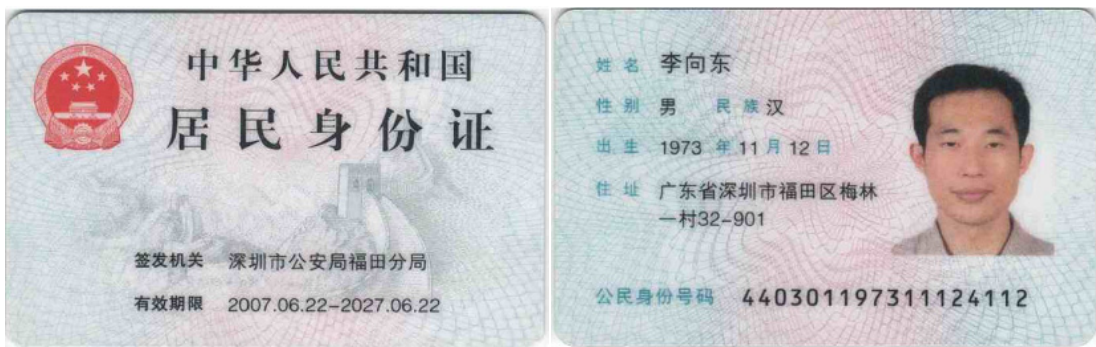 中华人民共和国
居民身份证
签发机关 深圳市公安局福田分局
有效期限 2007.06.22-2027.06.22
姓名 李向东
性别 男 民族 汉
出生 1973 年 11 月 12 日
住址 广东省深圳市福田区梅林
一村32-901
公民身份号码 440301197311124112